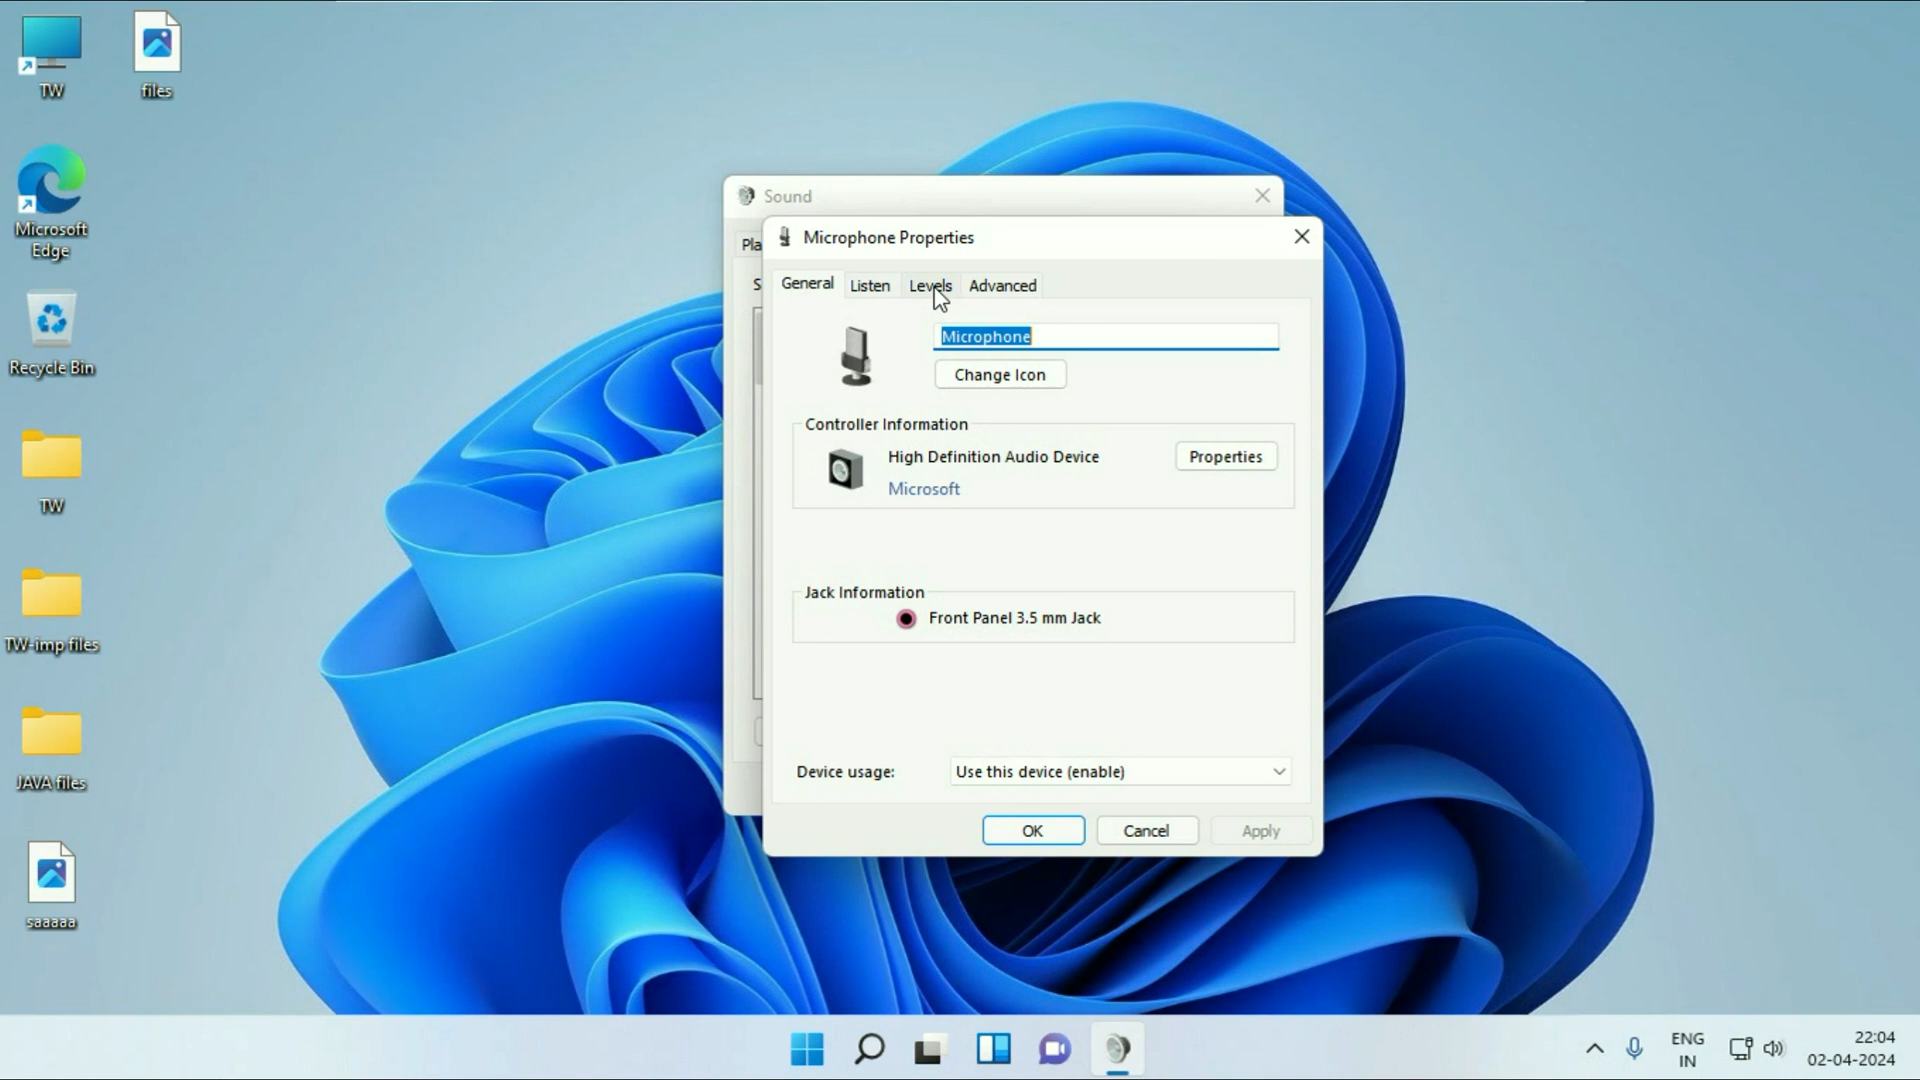 TW
files
Microsoft
Edge
Recycle Bin
TW
TW-imp files
JAVA files
saaaaa
Sound
Pla
S
Microphone Properties
General Listen Levels Advanced
Microphone
Change Icon
Controller Information
High Definition Audio Device
Properties
Microsoft
Jack Information
Front Panel 3.5 mm Jack
Device usage:
Use this device (enable)
OK Cancel Apply
ENG
IN
22:04
02-04-2024